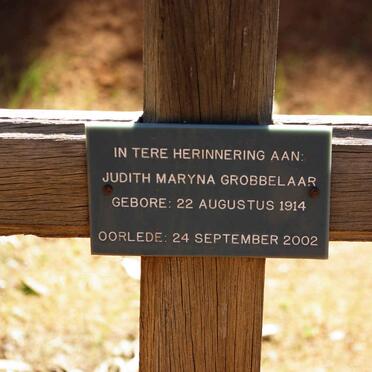 IN TERE HERINNERING AAN:
JUDITH MARYNA GROBBELAAR
GEBORE: 22 AUGUSTUS 1914
OORLEDE: 24 SEPTEMBER 2002